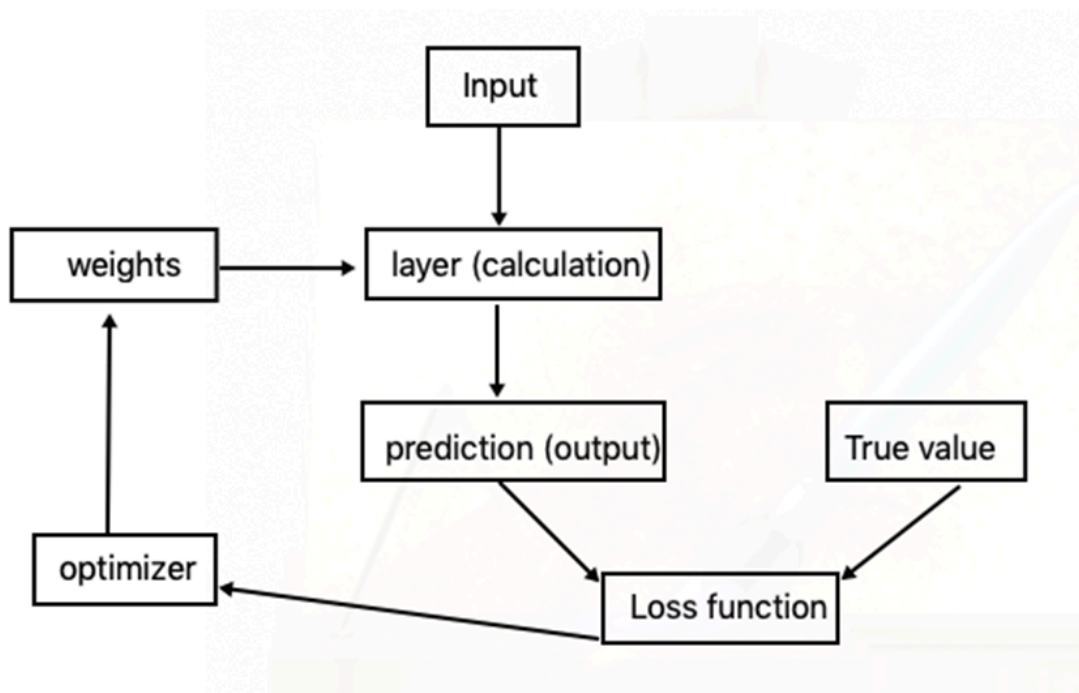 Input
weights
layer (calculation)
prediction (output)
True value
optimizer
Loss function